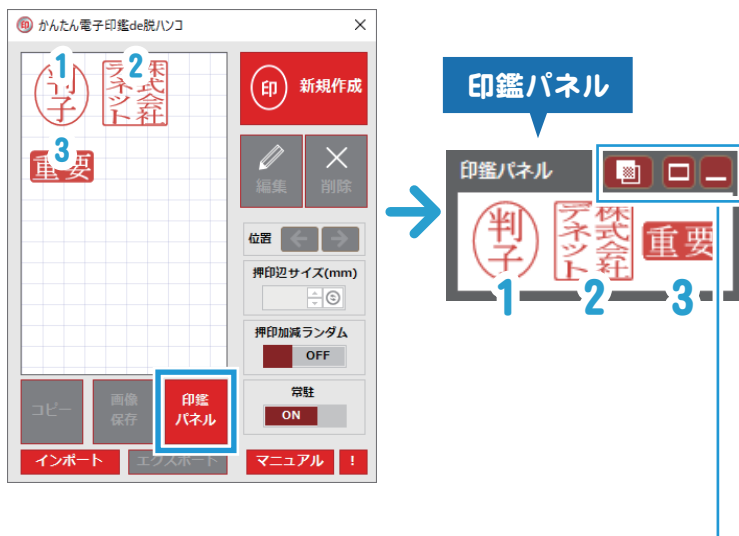 印 かんたん電子印鑑de脱ハンコ
1
2
判子
株式会社
デネット
3
重要
印 新規作成
編集
削除
位置
押印辺サイズ(mm)
押印加減ランダム
OFF
常駐
ON
コピー
画像
保存
印鑑
パネル
インポート
エクスポート
マニュアル
!
印鑑パネル
印鑑パネル
判子
株式会社
デネット
重要
1
2
3